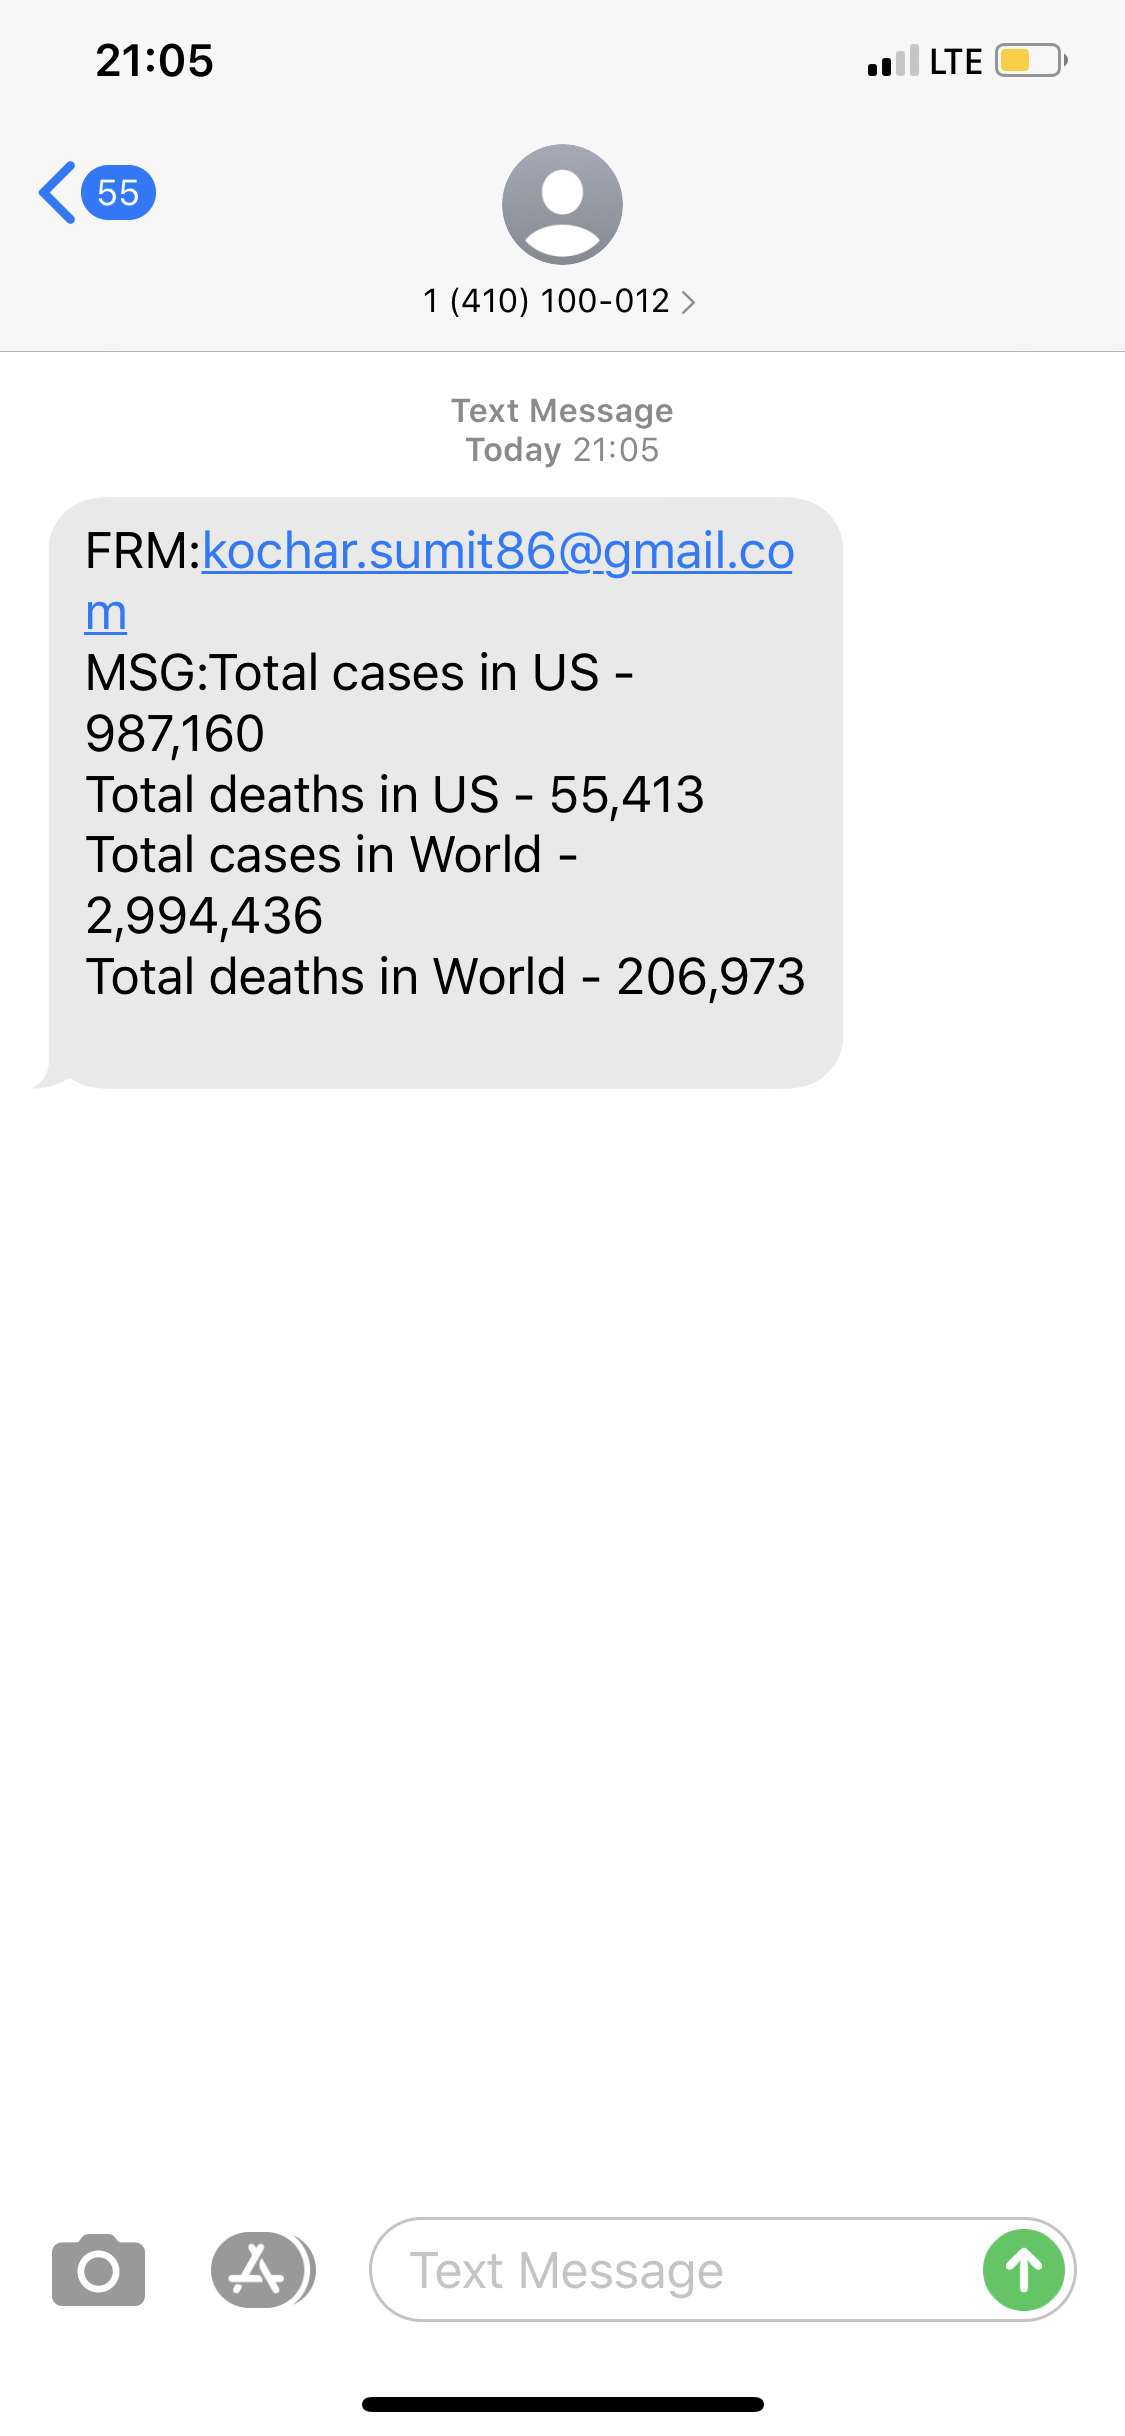 21:05
LTE
55
1 (410) 100-012
Text Message
Today 21:05
FRM:kochar.sumit86@gmail.co
m
MSG:Total cases in US -
987,160
Total deaths in US - 55,413
Total cases in World -
2,994,436
Total deaths in World - 206,973
Text Message